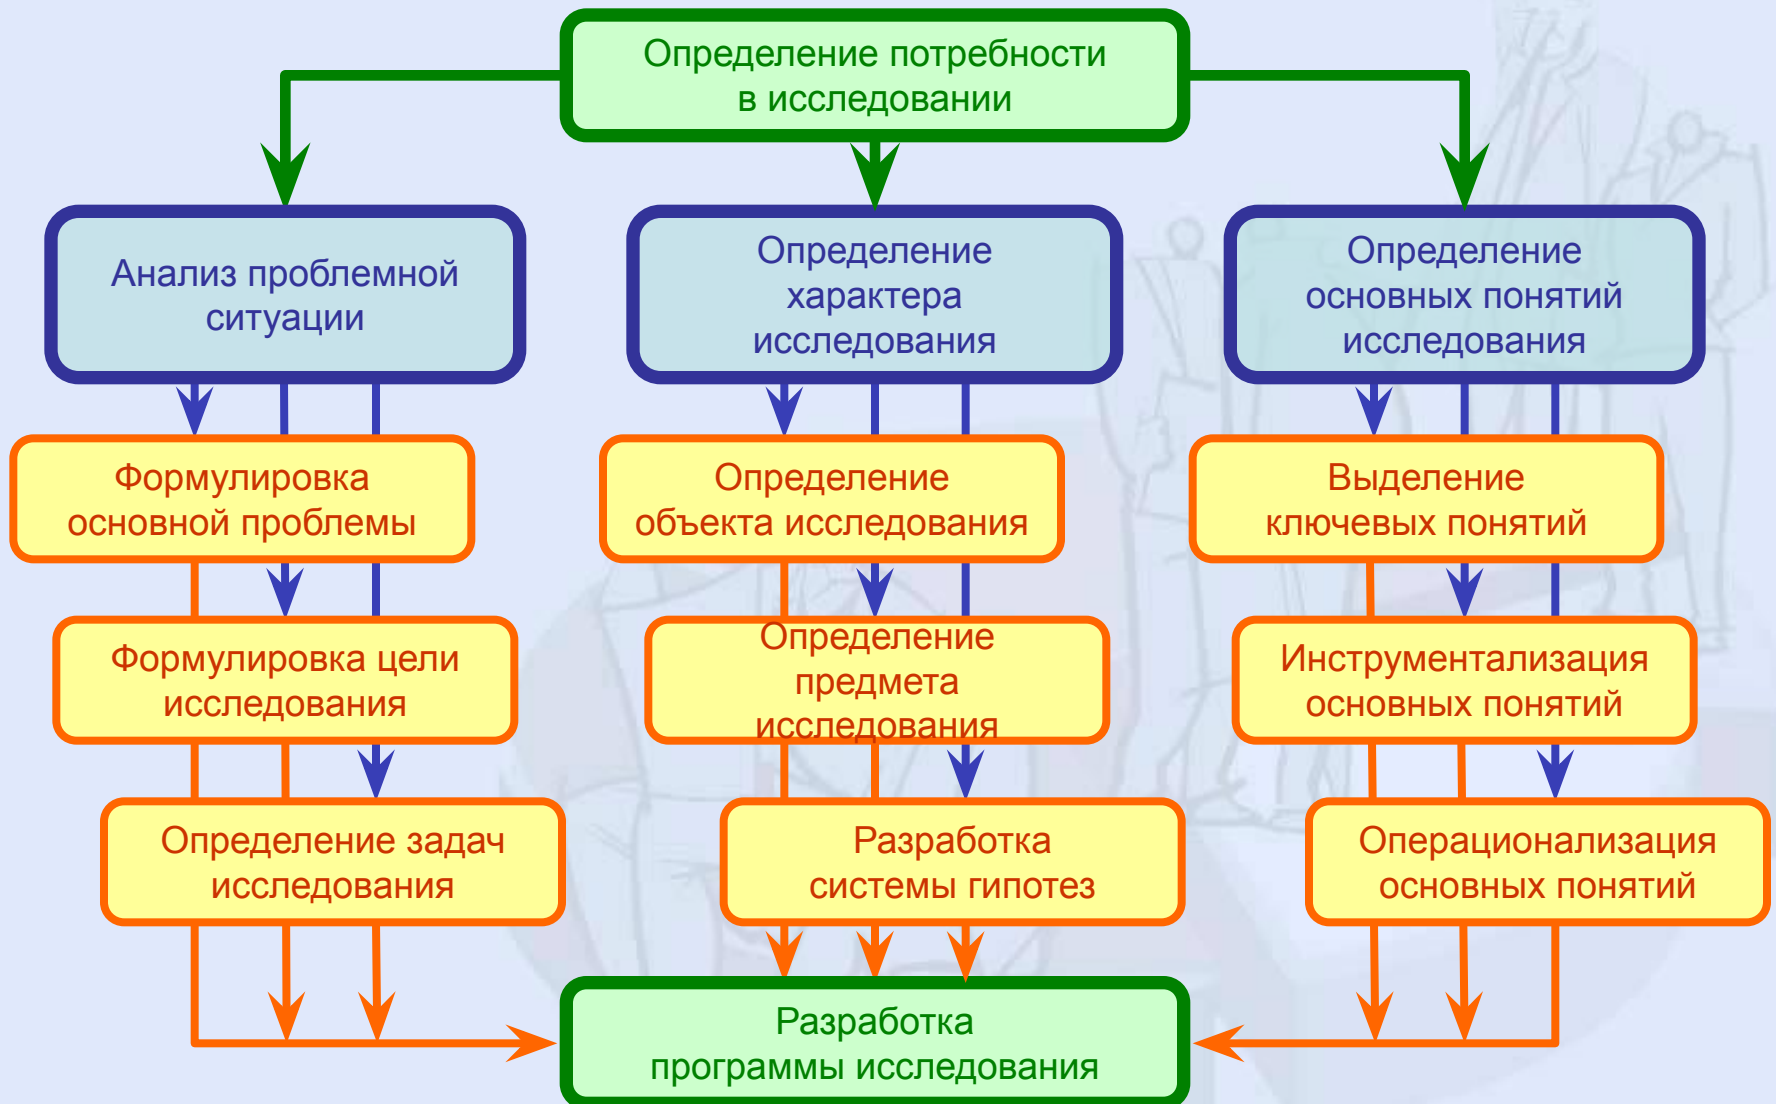 Определение потребности
в исследовании
Анализ проблемной
ситуации
Определение
характера
исследования
Определение
основных понятий
исследования
Формулировка
основной проблемы
Определение
объекта исследования
Выделение
ключевых понятий
Формулировка цели
исследования
Определение
предмета
исследования
Инструментализация
основных понятий
Определение задач
исследования
Разработка
системы гипотез
Операционализация
основных понятий
Разработка
программы исследования